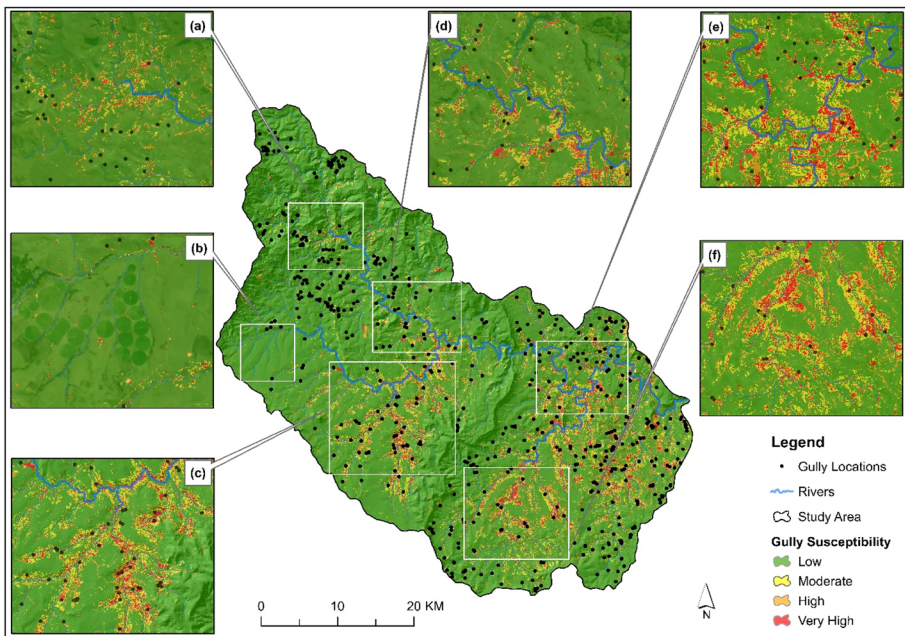 (a)
(d)
(e)
(b)
(f)
(c)
Legend
Gully Locations
Rivers
Study Area
Gully Susceptibility
Low
Moderate
High
Very High
0 10 20 KM
N